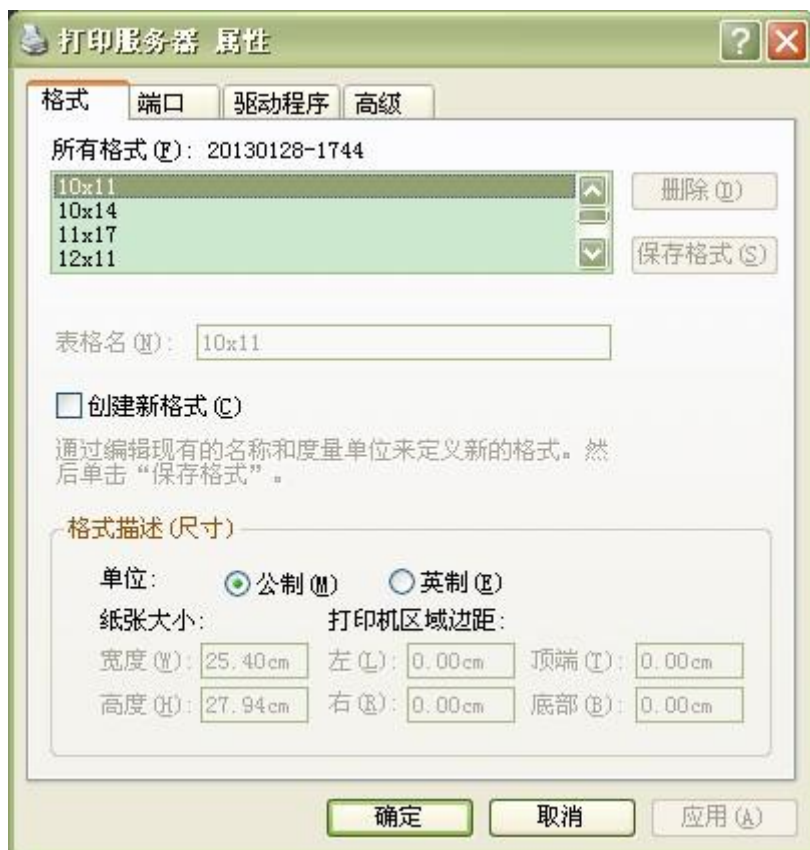 打印服务器 属性
格式 端口 驱动程序 高级
所有格式(F): 20130128-1744
10x11
10x14
11x17
12x11
删除(D)
保存格式(S)
表格名(N): 10x11
创建新格式(C)
通过编辑现有的名称和度量单位来定义新的格式。然
后单击“保存格式”。
格式描述(尺寸)
单位: 公制(M) 英制(E)
纸张大小: 打印机区域边距:
宽度(W): 25.40cm 左(L): 0.00cm 顶端(T): 0.00cm
高度(H): 27.94cm 右(R): 0.00cm 底部(B): 0.00cm
确定 取消 应用(A)